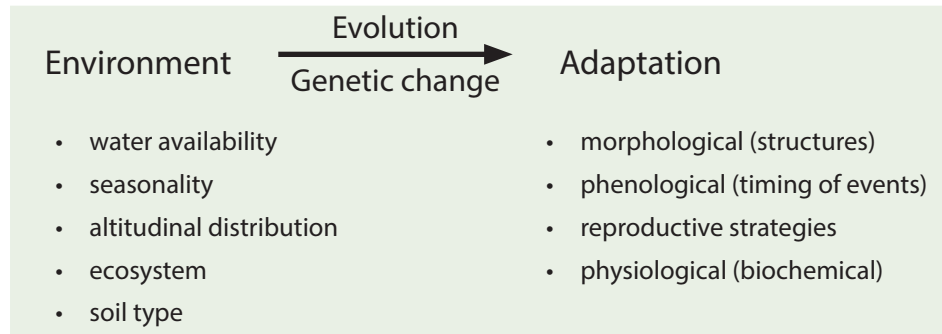 Evolution
Environment
Adaptation
Genetic change
• water availability
• seasonality
• altitudinal distribution
• ecosystem
• soil type
• morphological (structures)
• phenological (timing of events)
• reproductive strategies
• physiological (biochemical)